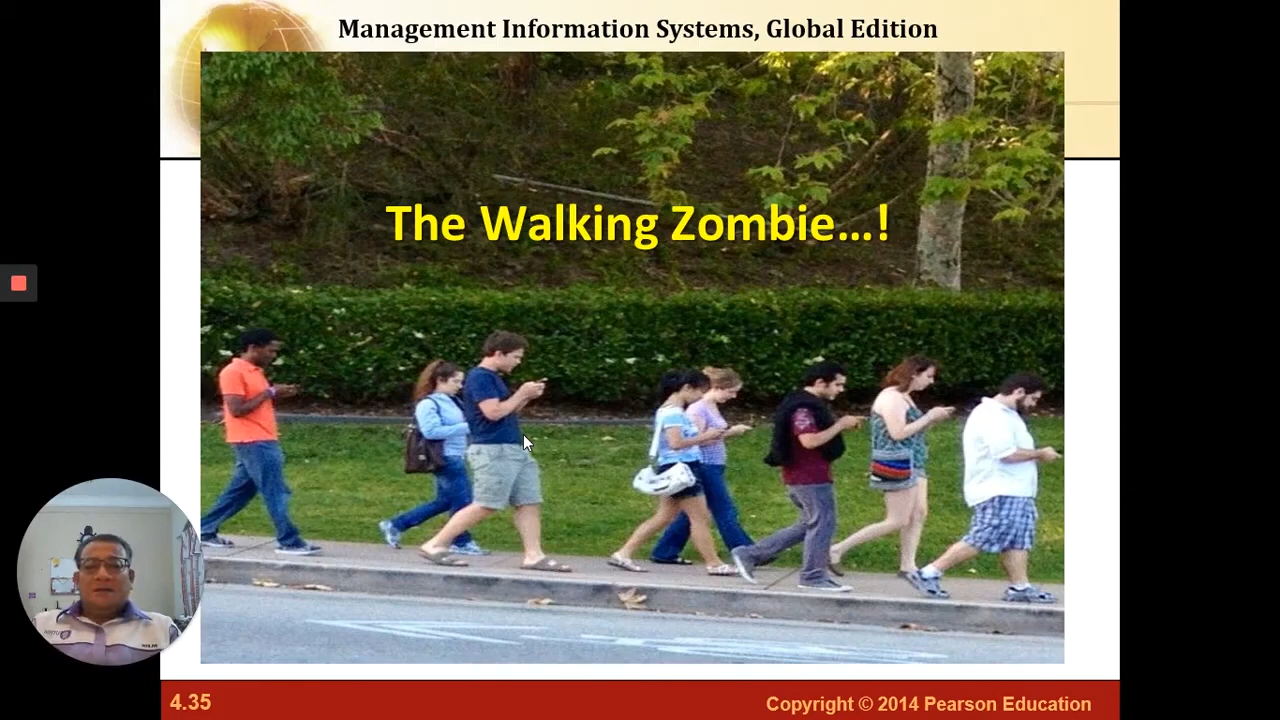 Management Information Systems, Global Edition
The Walking Zombie...!
4.35
Copyright © 2014 Pearson Education